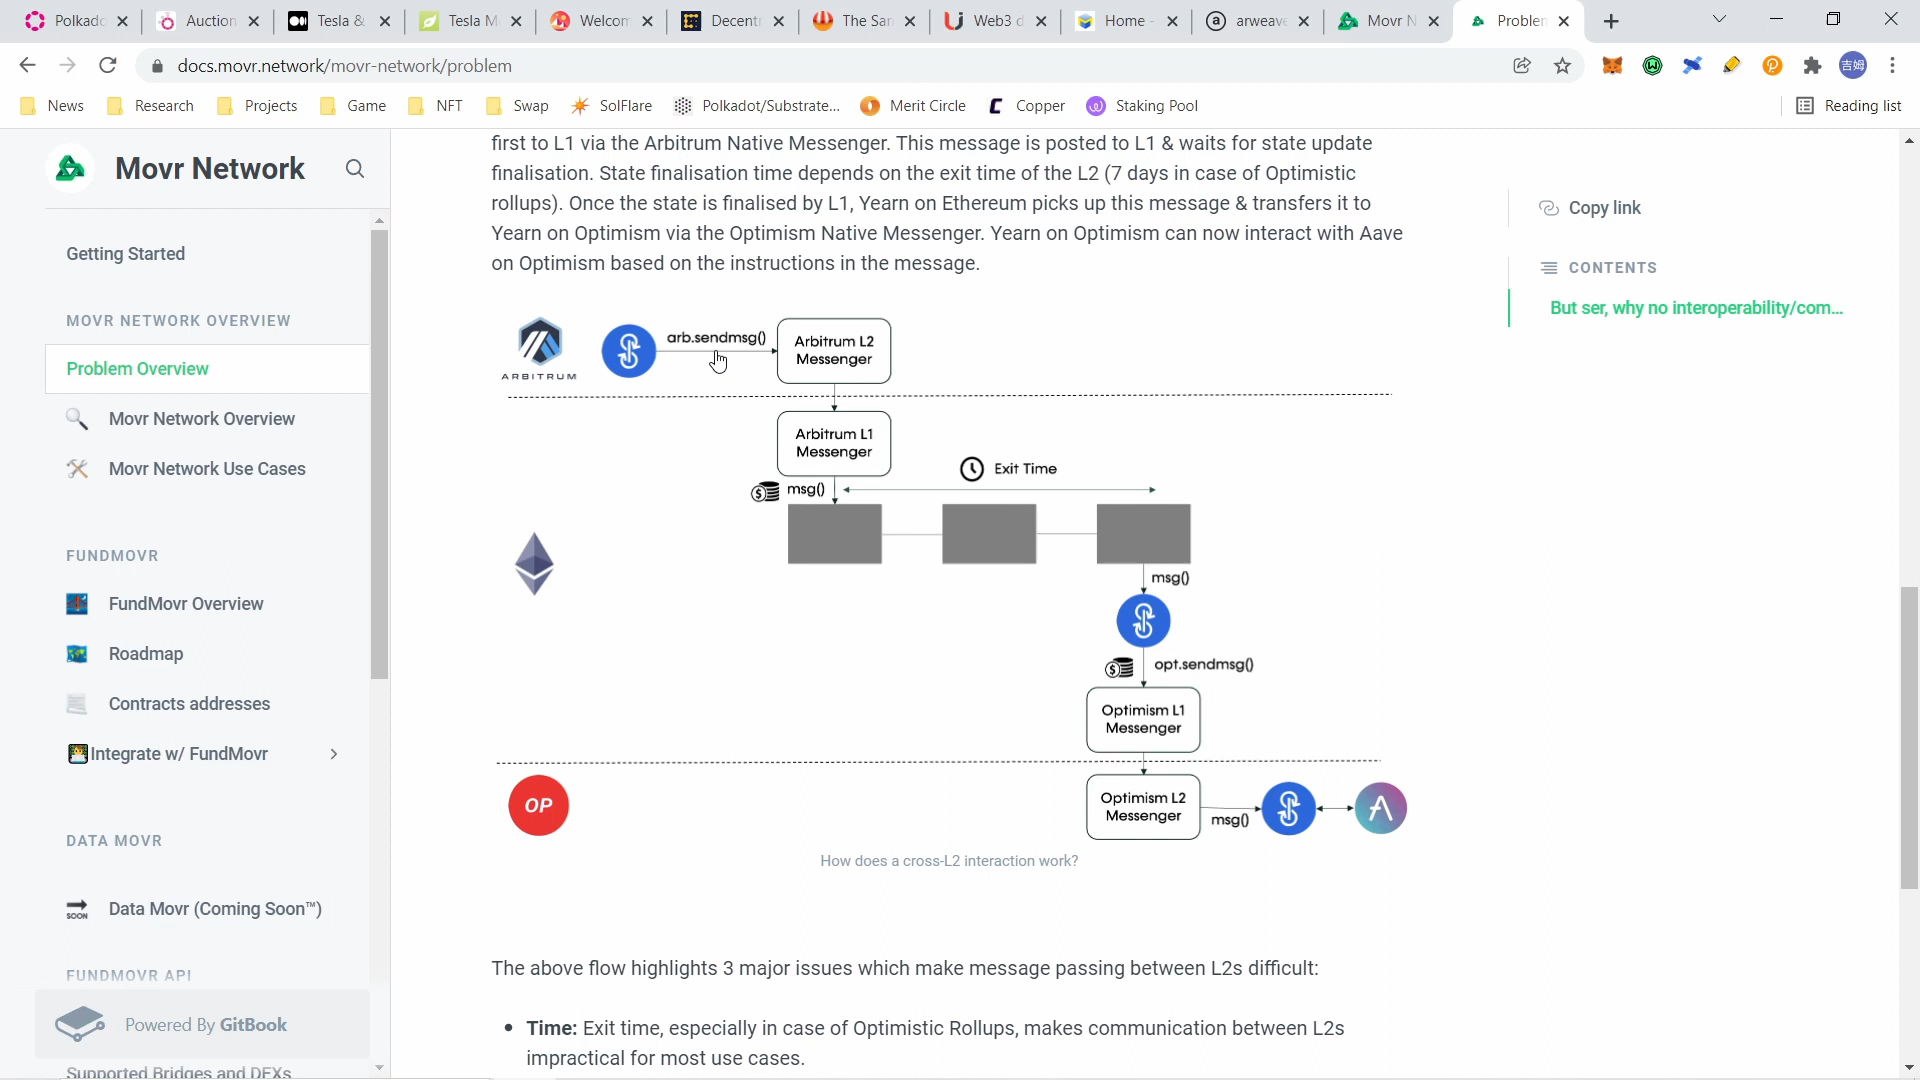 Polkado
Auction
Tesla &
Tesla M
Welcom
Decentr
The San
Web3 d
Home -
arweave
Movr N
Problem
docs.movr.network/movr-network/problem
吉姆
News
Research
Projects
Game
NFT
Swap
SolFlare
Polkadot/Substrate...
Merit Circle
Copper
Staking Pool
Reading list
Movr Network
Getting Started
MOVR NETWORK OVERVIEW
Problem Overview
Movr Network Overview
Movr Network Use Cases
FUNDMOVR
FundMovr Overview
Roadmap
Contracts addresses
Integrate w/ FundMovr
DATA MOVR
SOON
Data Movr (Coming Soon™)
FUNDMOVR API
Powered By GitBook
Supported Bridges and DEXs
first to L1 via the Arbitrum Native Messenger. This message is posted to L1 & waits for state update
finalisation. State finalisation time depends on the exit time of the L2 (7 days in case of Optimistic
rollups). Once the state is finalised by L1, Yearn on Ethereum picks up this message & transfers it to
Yearn on Optimism via the Optimism Native Messenger. Yearn on Optimism can now interact with Aave
on Optimism based on the instructions in the message.
ARBITRUM
arb.sendmsg()
Arbitrum L2
Messenger
Arbitrum L1
Messenger
Exit Time
msg()
msg()
opt.sendmsg()
Optimism L1
Messenger
OP
Optimism L2
Messenger
msg()
How does a cross-L2 interaction work?
The above flow highlights 3 major issues which make message passing between L2s difficult:
• Time: Exit time, especially in case of Optimistic Rollups, makes communication between L2s
impractical for most use cases.
Copy link
CONTENTS
But ser, why no interoperability/com...